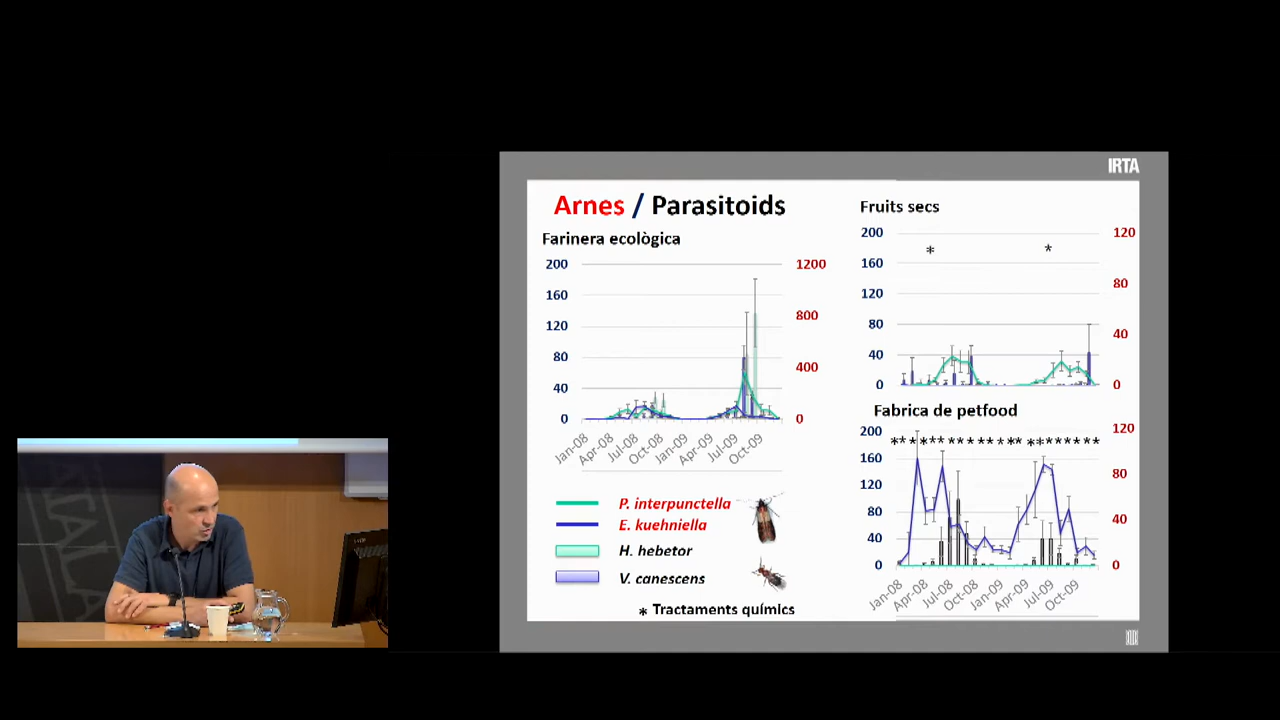 IRTA
Arnes / Parasitoids
Farinera ecològica
200
160
120
80
40
0
1200
800
400
0
Jan-08
Apr-08
Jul-08
Oct-08
Jan-09
Apr-09
Jul-09
Oct-09
P. interpunctella
E. kuehniella
H. hebetor
V. canescens
* Tractaments químics
Fruits secs
200
160
120
80
40
0
120
80
40
0
* *
Fabrica de petfood
200
160
120
80
40
0
120
80
40
0
Jan-08
Apr-08
Jul-08
Oct-08
Jan-09
Apr-09
Jul-09
Oct-09